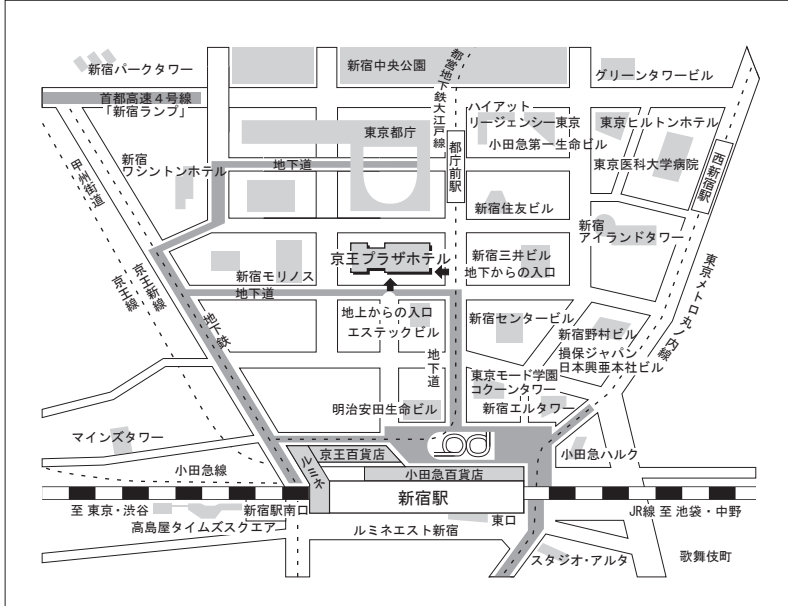 新宿パークタワー
新宿中央公園
グリーンタワービル
首都高速4号線
「新宿ランプ」
都営地下鉄大江戸線
ハイアット
リージェンシー東京
東京ヒルトンホテル
東京都庁
小田急第一生命ビル
都庁前駅
西新宿駅
新宿
ワシントンホテル
地下道
東京医科大学病院
甲州街道
新宿住友ビル
新宿
アイランドタワー
京王プラザホテル
新宿三井ビル
地下からの入口
京王新線
京王線
新宿モリノス
地下道
東京メトロ丸ノ内線
地下鉄
地上からの入口
エステックビル
新宿センタービル
新宿野村ビル
地下道
損保ジャパン
日本興亜本社ビル
東京モード学園
コクーンタワー
明治安田生命ビル
新宿エルタワー
マインズタワー
ルミネ
京王百貨店
小田急ハルク
小田急線
小田急百貨店
新宿駅
至 東京・渋谷
新宿駅南口
東口
JR線 至 池袋・中野
高島屋タイムズスクエア
ルミネエスト新宿
スタジオ・アルタ
歌舞伎町